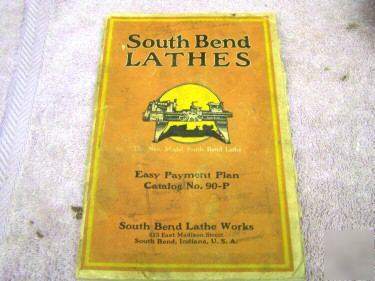 South Bend
LATHES
The New Model South Bend Lathe
Easy Payment Plan
Catalog No. 90-P
South Bend Lathe Works
425 East Madison Street
South Bend, Indiana, U. S. A.